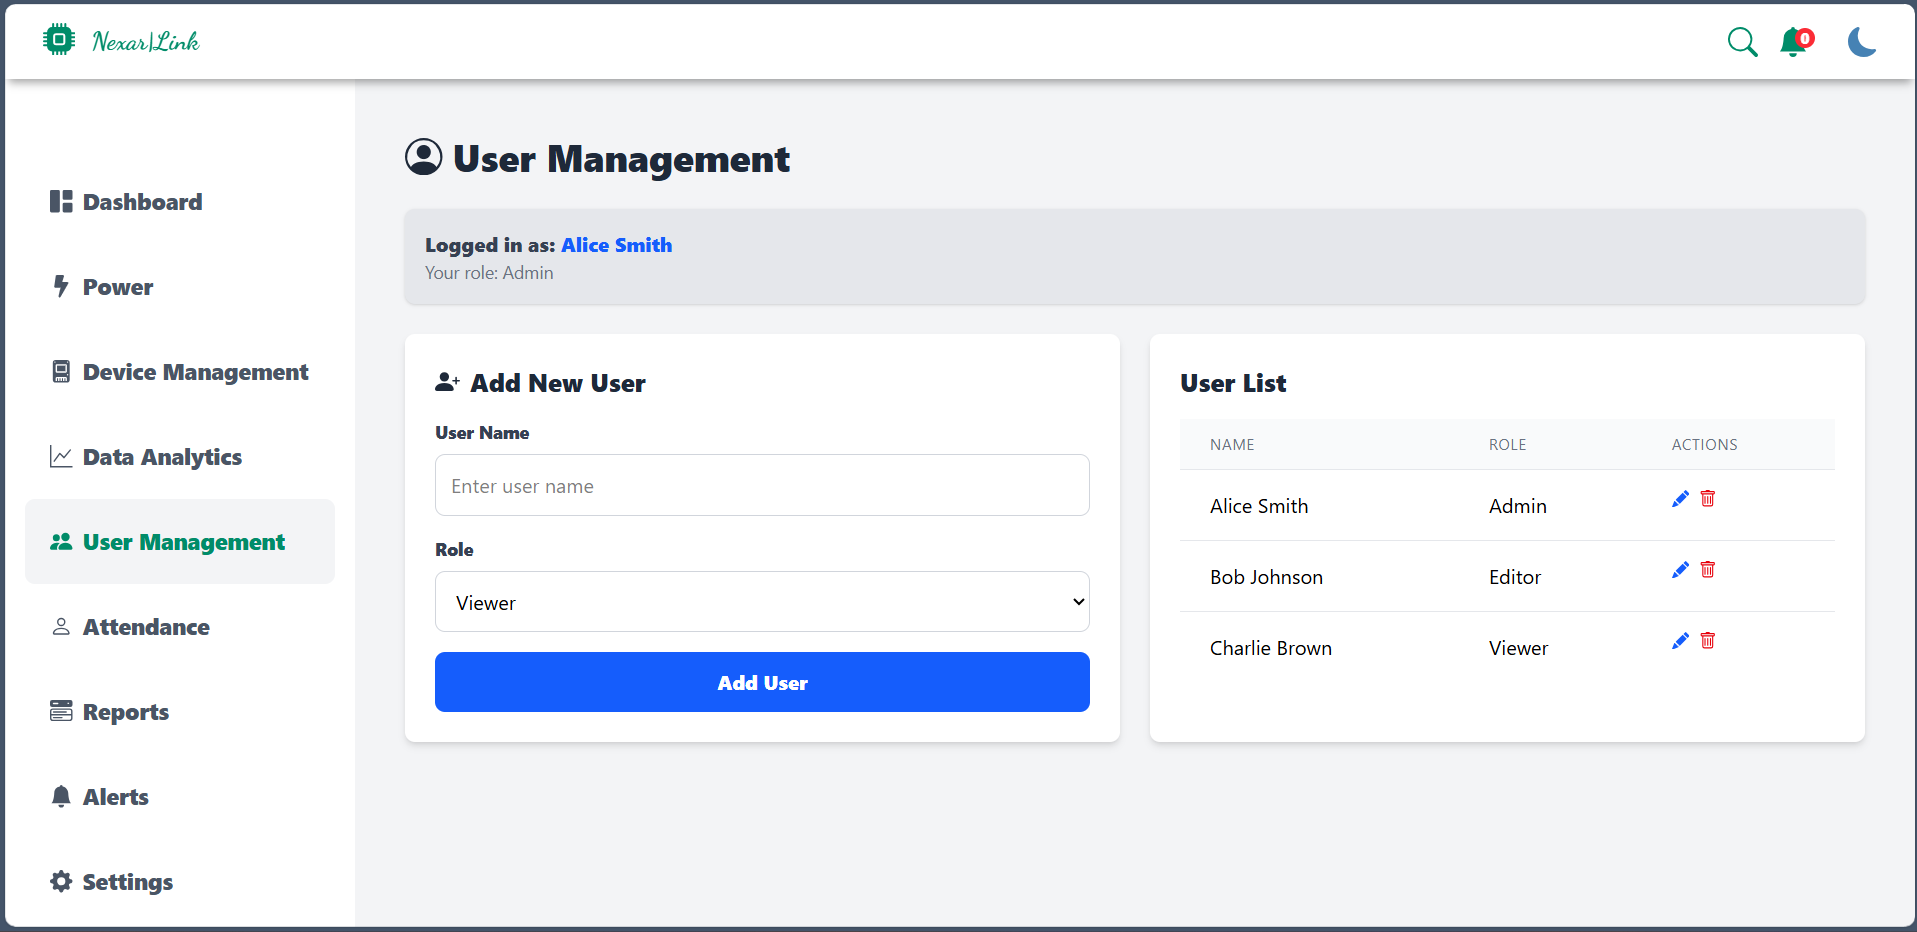 Nexar|Link
0
Dashboard
Power
Device Management
Data Analytics
User Management
Attendance
Reports
Alerts
Settings
User Management
Logged in as: Alice Smith
Your role: Admin
Add New User
User Name
Enter user name
Role
Viewer
Add User
User List
NAME ROLE ACTIONS
Alice Smith Admin
Bob Johnson Editor
Charlie Brown Viewer